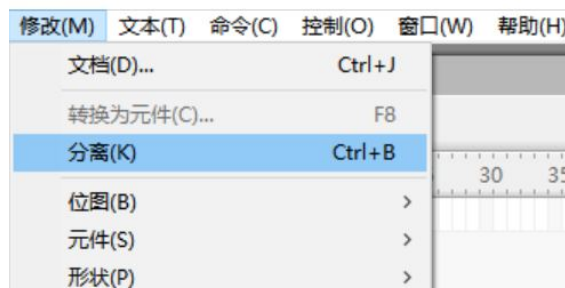 修改(M) 文本(T) 命令(C) 控制(O) 窗口(W) 帮助(H)
文档(D)... Ctrl+J
转换为元件(C)... F8
分离(K) Ctrl+B
30 35
位图(B) >
元件(S) >
形状(P) >